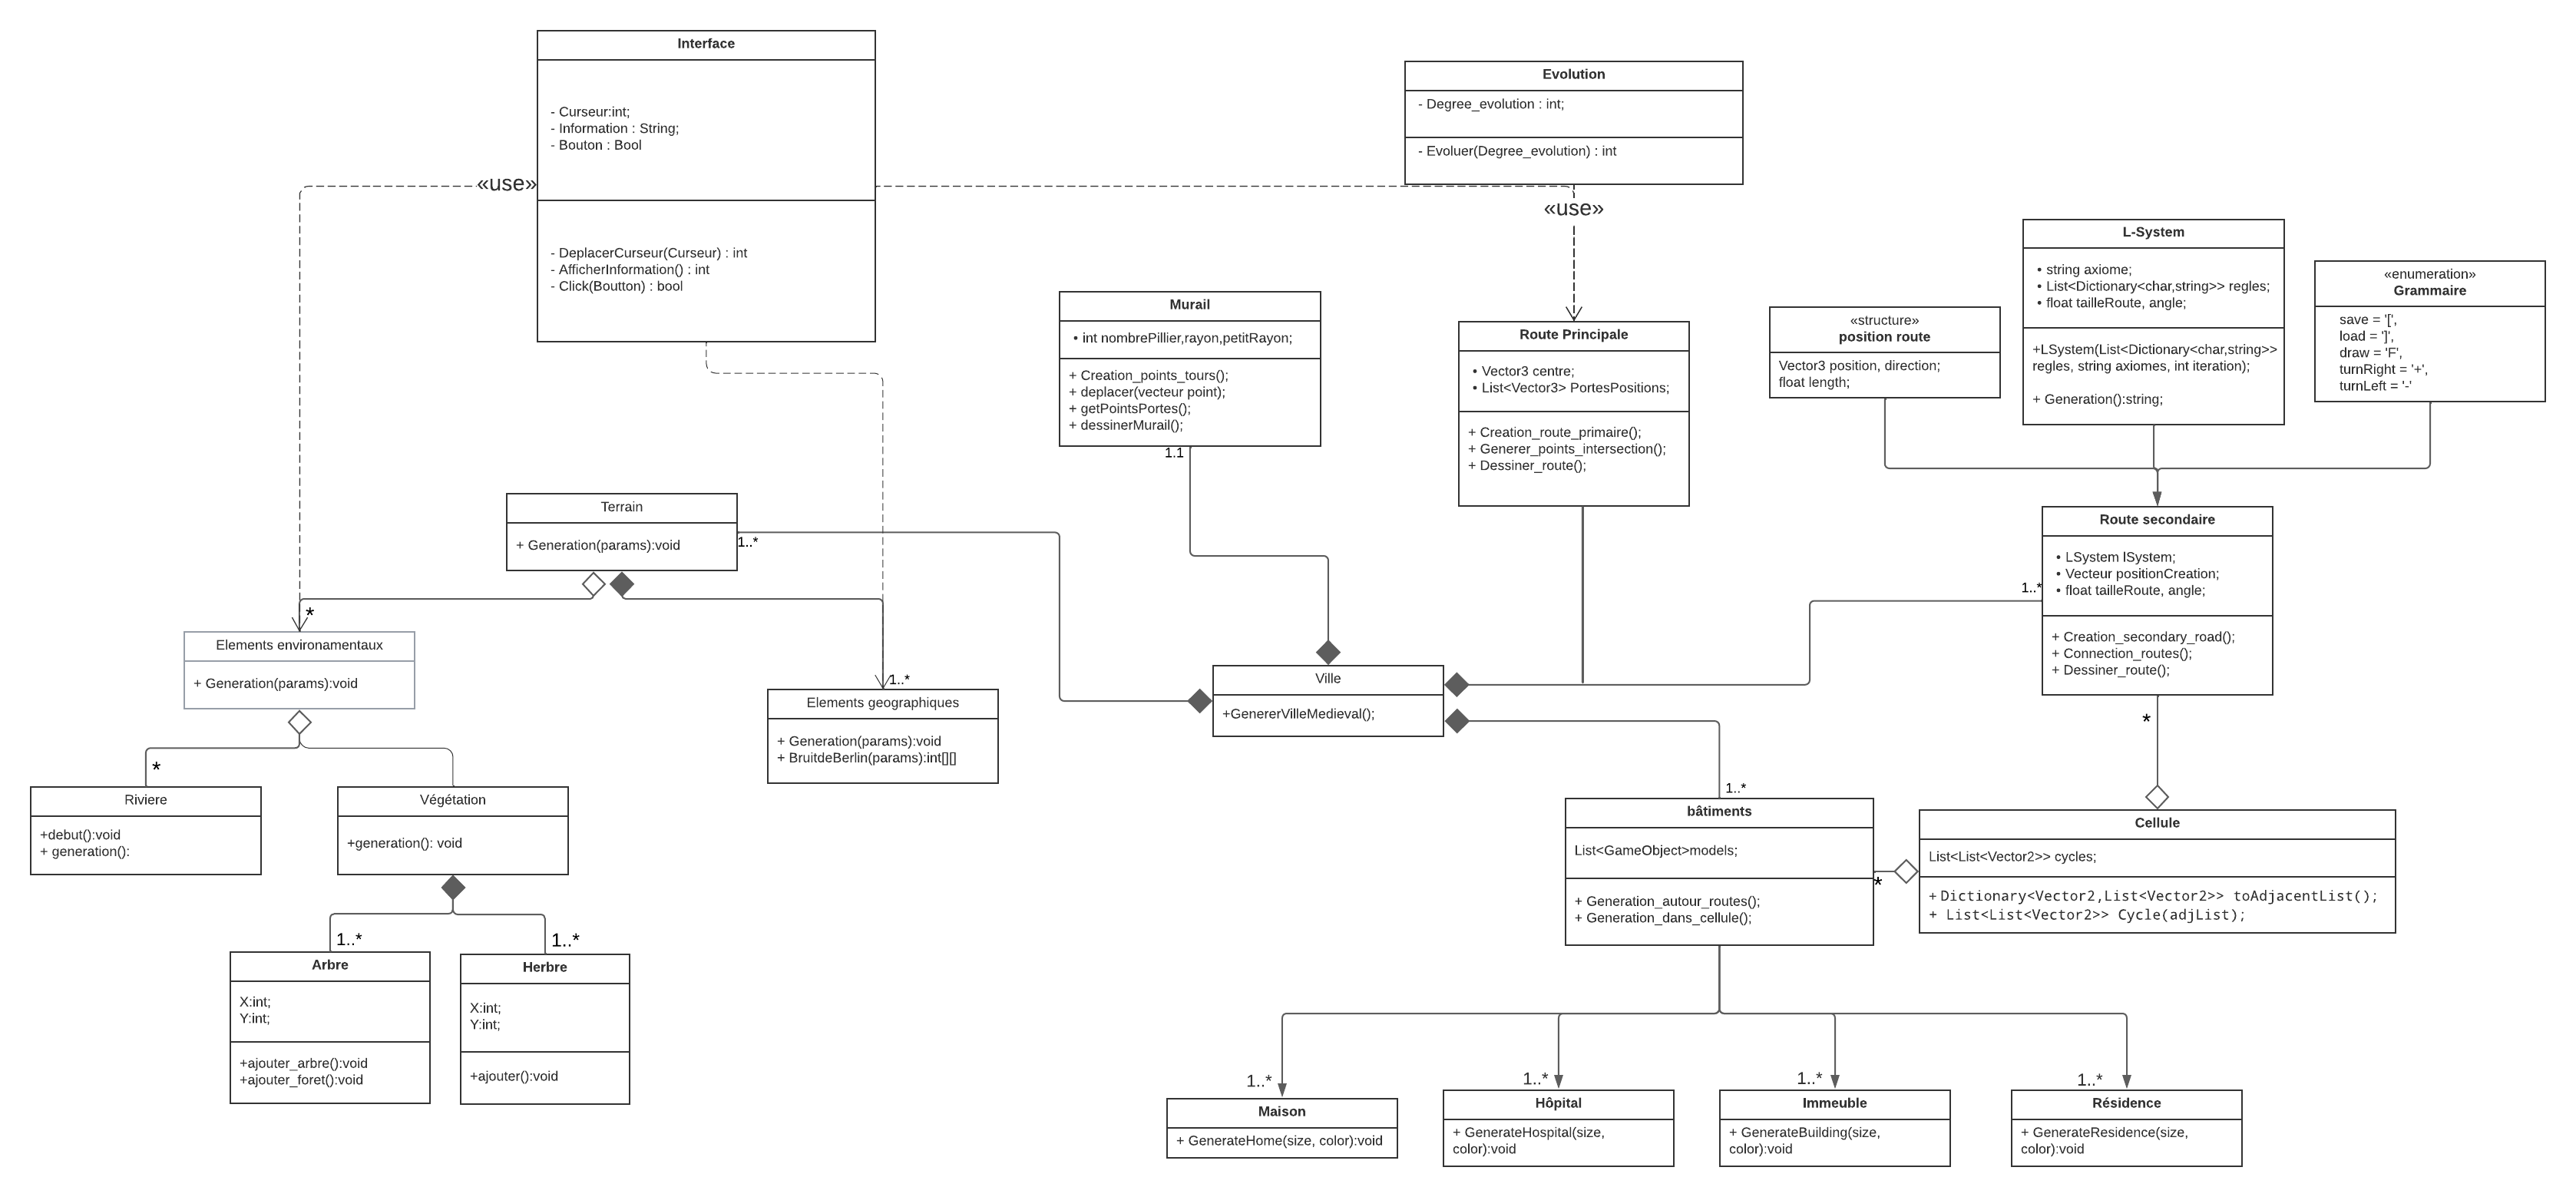 Interface
- Curseur:int;
- Information : String;
- Bouton : Bool
- DeplacerCurseur(Curseur) : int
- AfficherInformation() : int
- Click(Boutton) : bool
Evolution
- Degree_evolution : int;
- Evoluer(Degree_evolution) : int
«use»
«use»
L-System
• string axiome;
• List<Dictionary<char,string>> regles;
• float tailleRoute, angle;
+LSystem(List<Dictionary<char,string>>
regles, string axiomes, int iteration);
+ Generation():string;
«enumeration»
Grammaire
save = '[',
load = ']',
draw = 'F',
turnRight = '+',
turnLeft = '-'
Murail
• int nombrePillier,rayon,petitRayon;
+ Creation_points_tours();
+ deplacer(vecteur point);
+ getPointsPortes();
+ dessinerMurail();
1.1
Route Principale
• Vector3 centre;
• List<Vector3> PortesPositions;
+ Creation_route_primaire();
+ Generer_points_intersection();
+ Dessiner_route();
«structure»
position route
Vector3 position, direction;
float length;
Terrain
+ Generation(params):void
1..*
Route secondaire
• LSystem lSystem;
• Vecteur positionCreation;
• float tailleRoute, angle;
+ Creation_secondary_road();
+ Connection_routes();
+ Dessiner_route();
1..*
*
*
Elements environamentaux
+ Generation(params):void
1..*
Elements geographiques
+ Generation(params):void
+ BruitdeBerlin(params):int[][]
Ville
+GenererVilleMedieval();
*
Riviere
+debut():void
+ generation():
Végétation
+generation(): void
1..*
bâtiments
List<GameObject>models;
+ Generation_autour_routes();
+ Generation_dans_cellule();
*
Cellule
List<List<Vector2>> cycles;
+ Dictionary<Vector2,List<Vector2>> toAdjacentList();
+ List<List<Vector2>> Cycle(adjList);
1..*
1..*
Arbre
X:int;
Y:int;
+ajouter_arbre():void
+ajouter_foret():void
Herbre
X:int;
Y:int;
+ajouter():void
1..*
1..*
1..*
1..*
Maison
+ GenerateHome(size, color):void
Hôpital
+ GenerateHospital(size,
color):void
Immeuble
+ GenerateBuilding(size,
color):void
Résidence
+ GenerateResidence(size,
color):void